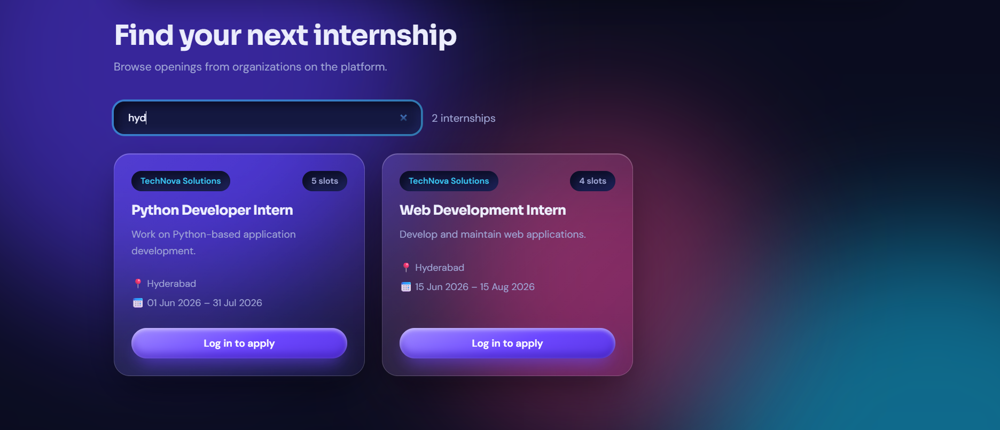 Find your next internship
Browse openings from organizations on the platform.
hyd
2 internships
TechNova Solutions
5 slots
Python Developer Intern
Work on Python-based application
development.
Hyderabad
01 Jun 2026 – 31 Jul 2026
Log in to apply
TechNova Solutions
4 slots
Web Development Intern
Develop and maintain web applications.
Hyderabad
15 Jun 2026 – 15 Aug 2026
Log in to apply